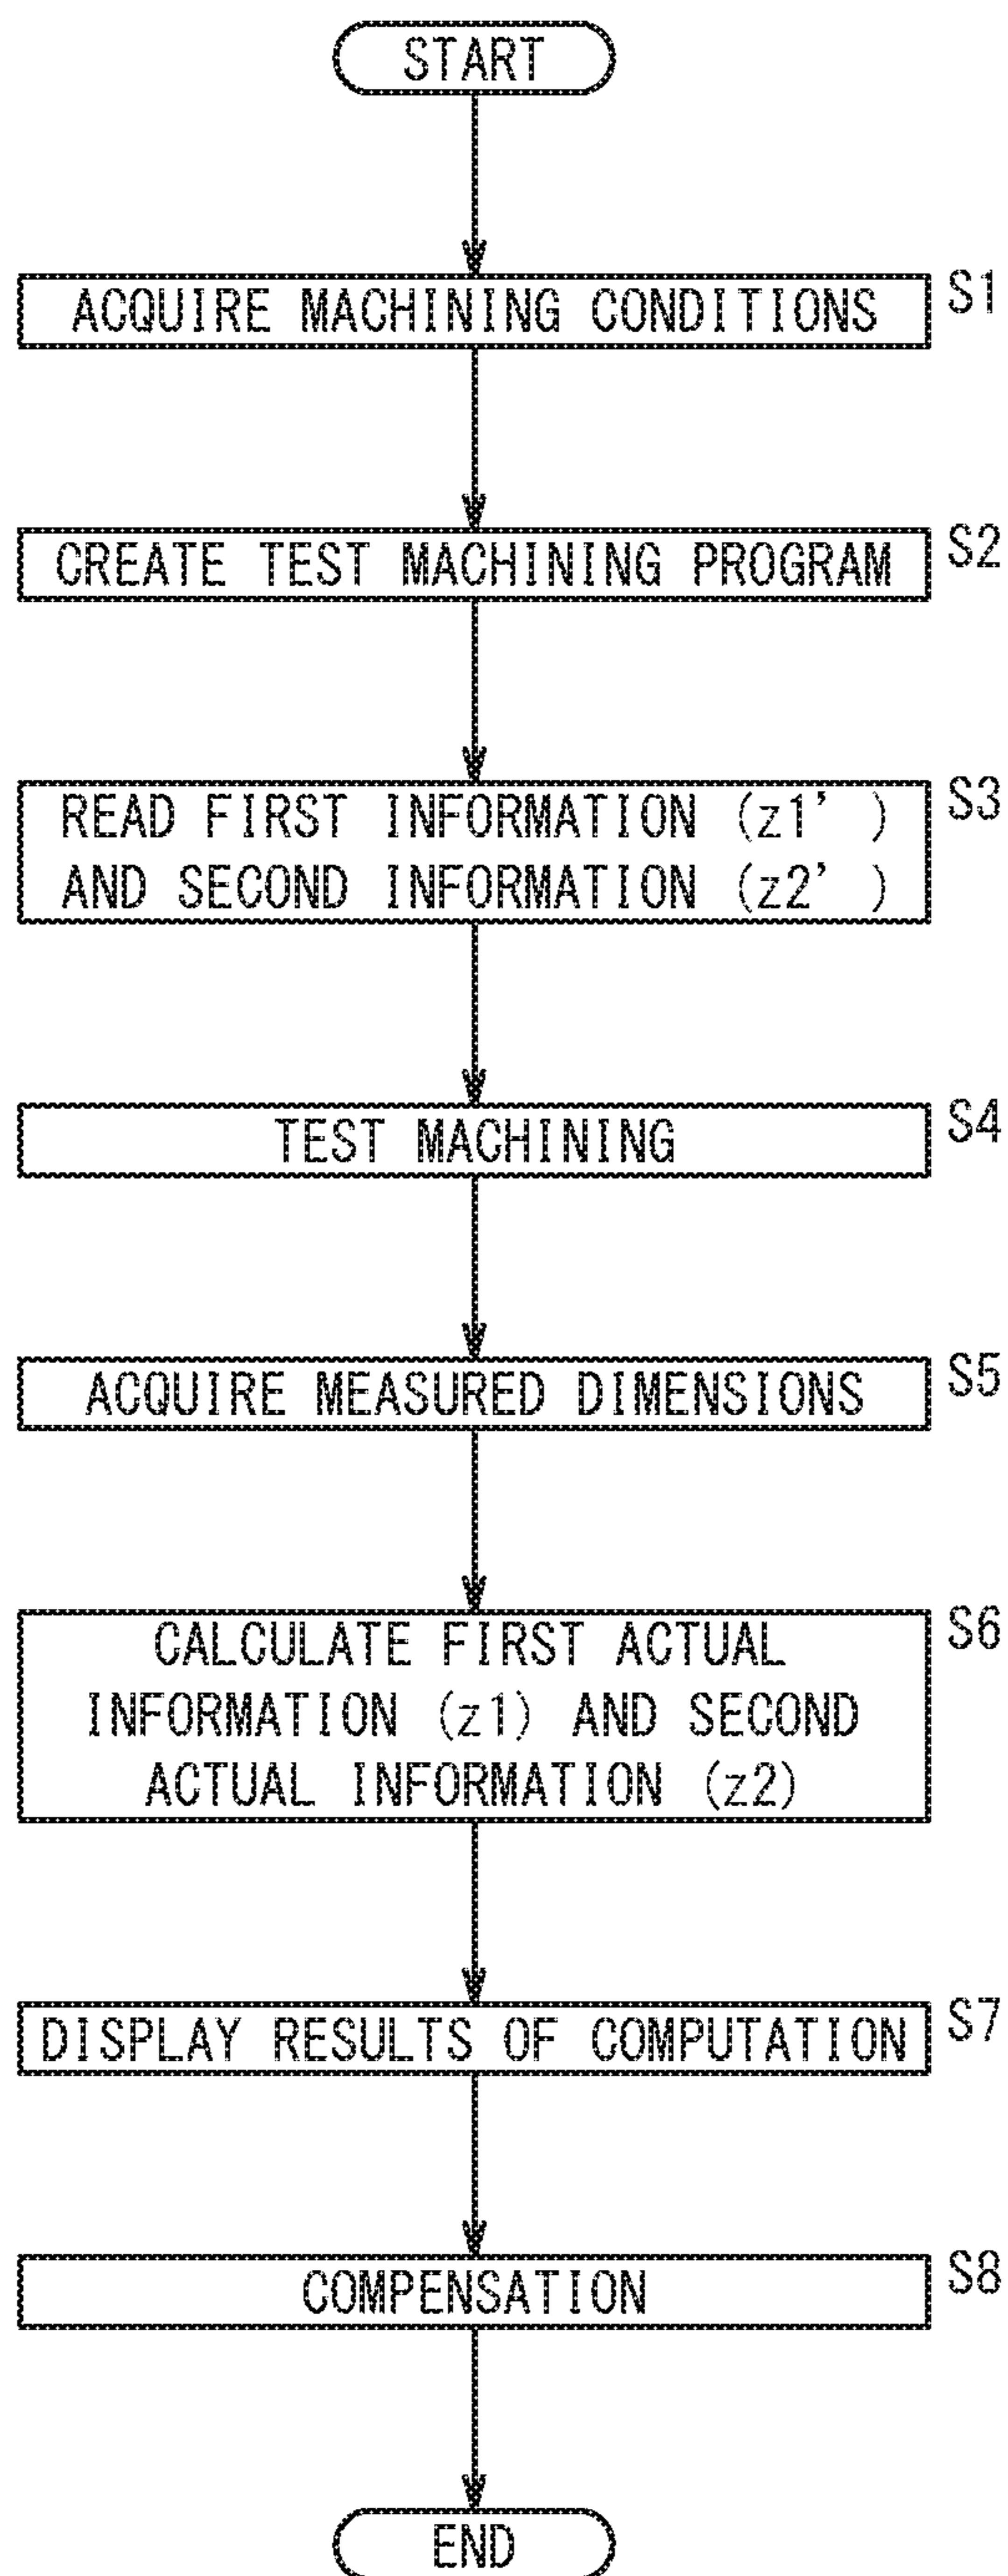 START
ACQUIRE MACHINING CONDITIONS S1
CREATE TEST MACHINING PROGRAM S2
READ FIRST INFORMATION (z1' ) S3
AND SECOND INFORMATION (z2' )
TEST MACHINING S4
ACQUIRE MEASURED DIMENSIONS S5
CALCULATE FIRST ACTUAL S6
INFORMATION (z1) AND SECOND
ACTUAL INFORMATION (z2)
DISPLAY RESULTS OF COMPUTATION S7
COMPENSATION S8
END